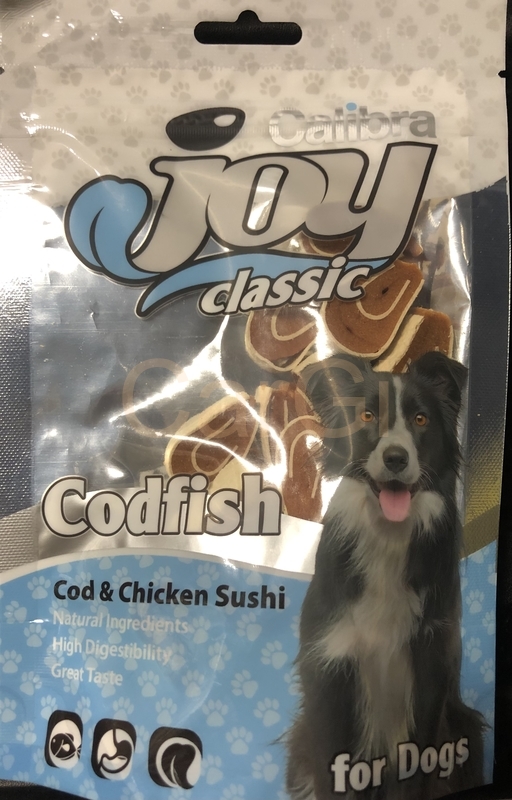 Calibra
joy
classic
Codfish
Cod & Chicken Sushi
Natural Ingredients
High Digestibility
Great Taste
for Dogs